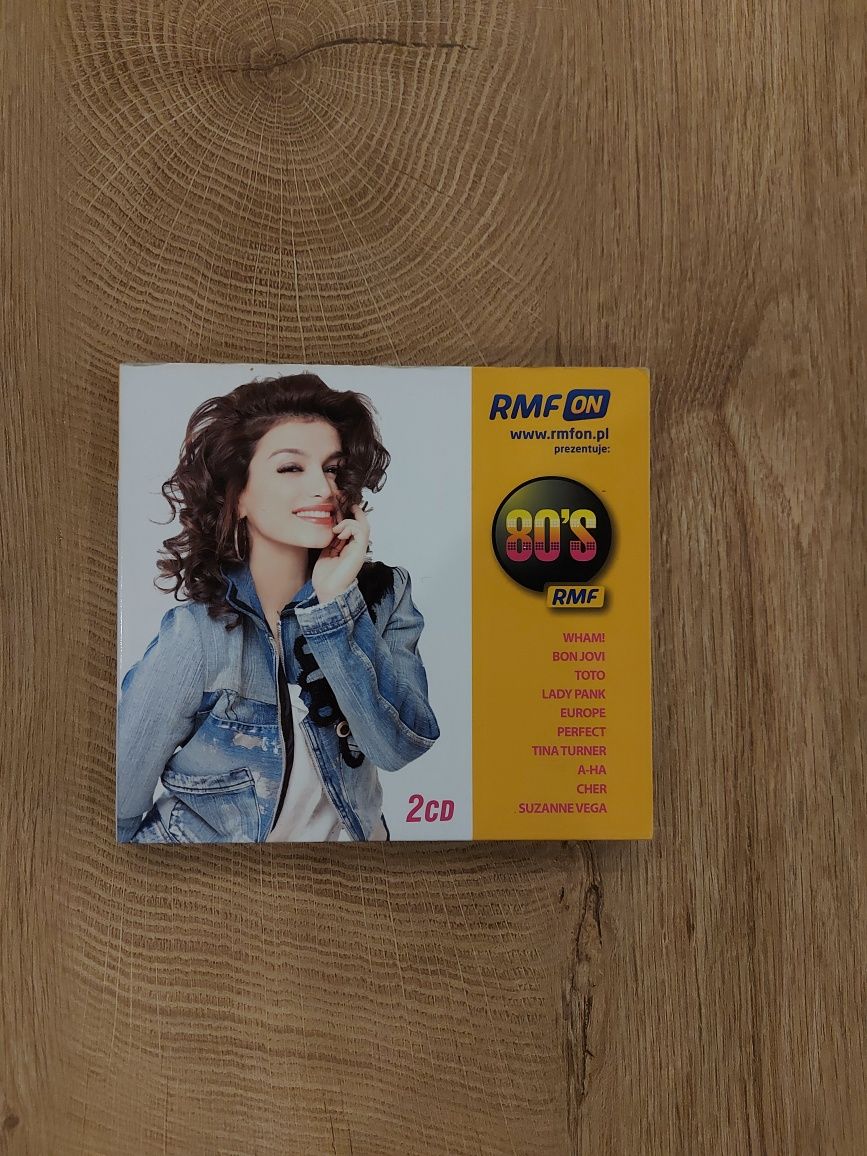 RMF ON
www.rmfon.pl
prezentuje:
80'S
RMF
WHAM!
BON JOVI
TOTO
LADY PANK
EUROPE
PERFECT
TINA TURNER
A-HA
CHER
SUZANNE VEGA
2CD